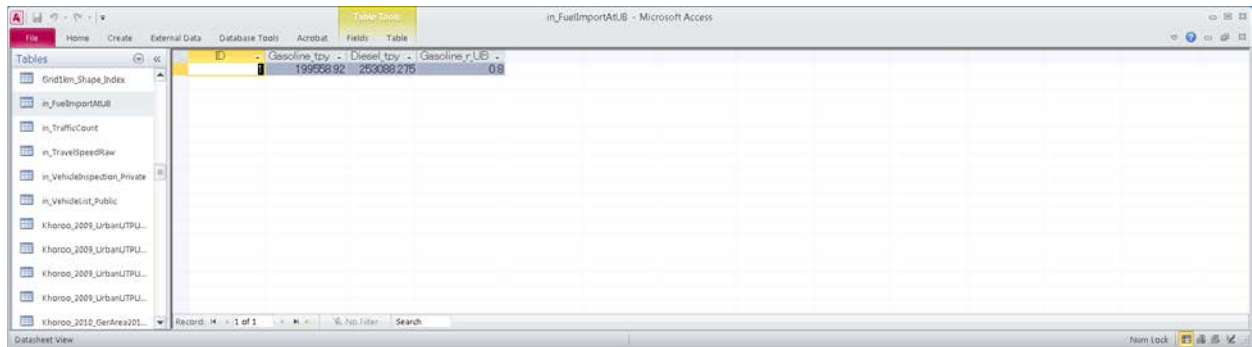 Table Tools
in_FuelImportAtUB - Microsoft Access
File Home Create External Data Database Tools Acrobat Fields Table
Tables
ID Gasoline_tpy Diesel_tpy Gasoline_r_UB
1 199558.92 253088.275 0.8
Grid1km_Shape_Index
in_FuelImportAtUB
in_TrafficCount
in_TravelSpeedRaw
in_VehicleInspection_Private
in_VehicleList_Public
Khoroo_2009_UrbanUTPU...
Khoroo_2009_UrbanUTPU...
Khoroo_2009_UrbanUTPU...
Khoroo_2009_UrbanUTPU...
Khoroo_2010_GerArea201...
Record: 1 of 1 No Filter Search
Datasheet View
Num Lock